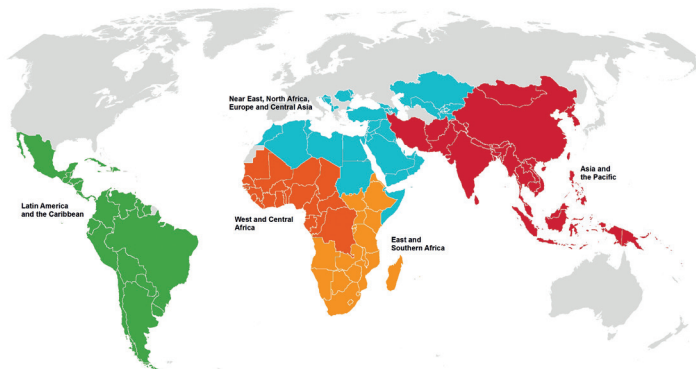 Near East, North Africa,
Europe and Central Asia
Asia and
the Pacific
Latin America
and the Caribbean
West and Central
Africa
East and
Southern Africa